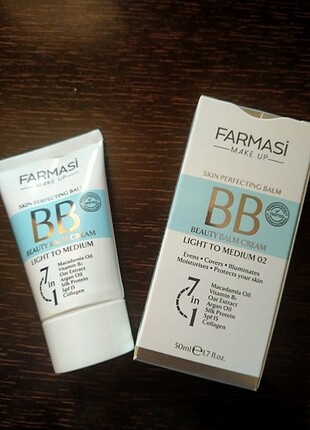 FARMASi
MAKE UP
SKIN PERFECTING BALM
BB
BEAUTY BALM CREAM
LIGHT TO MEDIUM
7 in 1
Macadamia Oil
Vitamin B₅
Oat Extract
Argan Oil
Silk Protein
Spf 15
Collagen
FARMASi
MAKE UP
SKIN PERFECTING BALM
BB
BEAUTY BALM CREAM
LIGHT TO MEDIUM 02
Evens • Covers • Illuminates
Moisturises • Protects your skin
7 in 1
Macadamia Oil
Vitamin B₅
Oat Extract
Argan Oil
Silk Protein
Spf 15
Collagen
50ml ℮ 1.7 fl.oz.